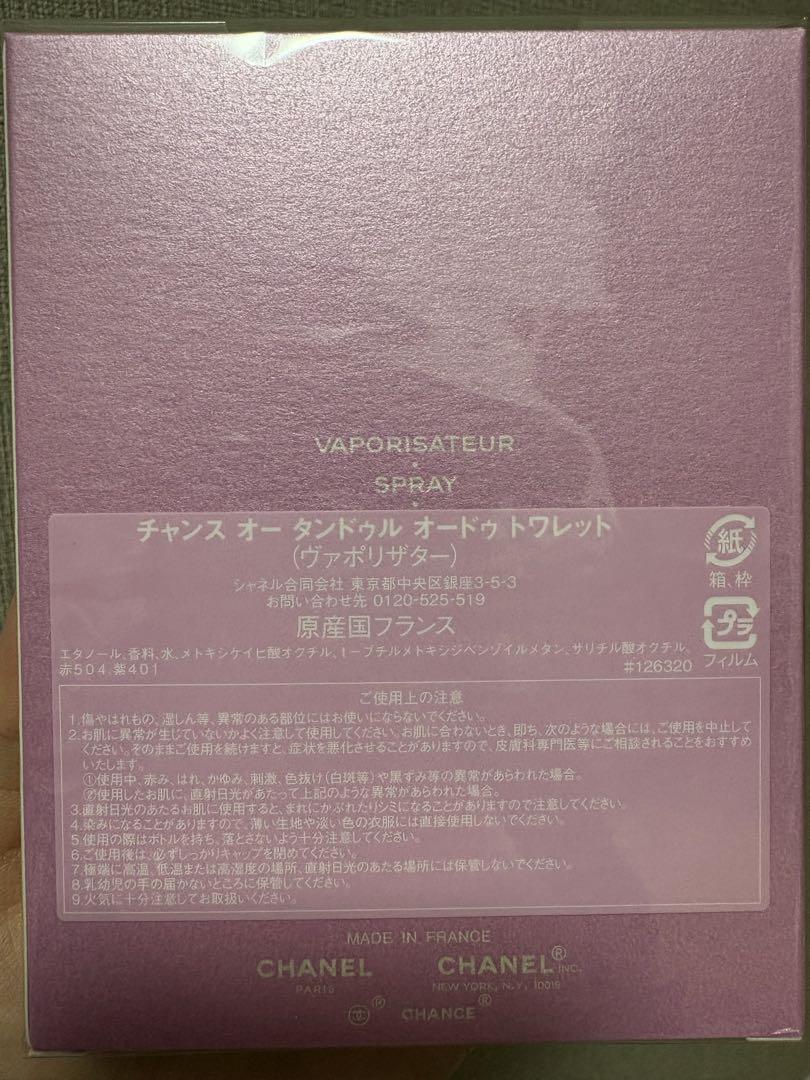 VAPORISATEUR
SPRAY
チャンス オー タンドゥル オードゥ トワレット
(ヴァポリザター)
シャネル合同会社 東京都中央区銀座3-5-3
お問い合わせ先 0120-525-519
原産国フランス
エタノール、香料、水、メトキシケイヒ酸オクチル、t-ブチルメトキシジベンゾイルメタン、サリチル酸オクチル、
赤504、紫401
#126320
紙
箱、枠
プラ
フィルム
ご使用上の注意
1.傷やはれもの、湿しん等、異常のある部位にはお使いにならないでください。
2.お肌に異常が生じていないかよく注意して使用してください。お肌に合わないとき、即ち、次のような場合には、ご使用を中止して
ください。そのままご使用を続けますと、症状を悪化させることがありますので、皮膚科専門医等にご相談されることをおすすめ
いたします。
①使用中、赤み、はれ、かゆみ、刺激、色抜け(白斑等)や黒ずみ等の異常があらわれた場合。
②使用したお肌に、直射日光があたって上記のような異常があらわれた場合。
3.直射日光のあたるお肌に使用すると、まれにかぶれたりシミになることがありますので注意してください。
4.染みになることがありますので、薄い生地や淡い色の衣服には直接使用しないでください。
5.使用の際はボトルを持ち、落とさないよう十分注意してください。
6.ご使用後は、必ずしっかりキャップを閉めてください。
7.極端に高温、低温または高湿度の場所、直射日光のあたる場所には保管しないでください。
8.乳幼児の手の届かないところに保管してください。
9.火気に十分注意してお取扱いください。
MADE IN FRANCE
CHANEL CHANEL® INC.
PARIS NEW YORK, N.Y. 10019
® CHANCE®